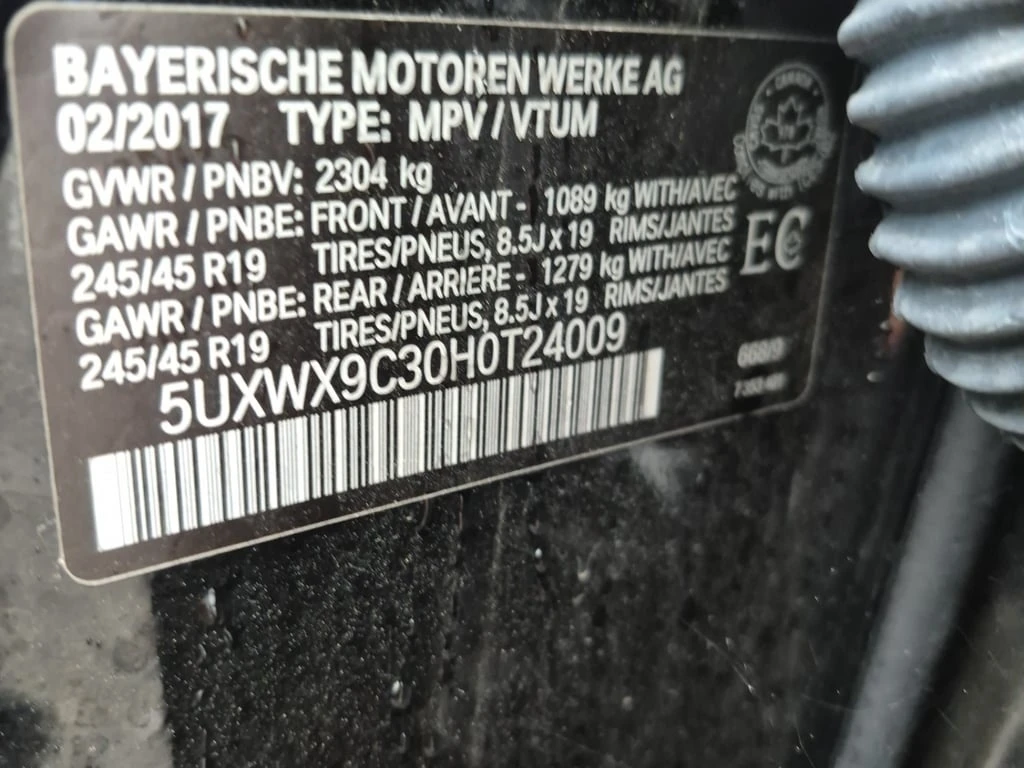 BAYERISCHE MOTOREN WERKE AG
02/2017 TYPE: MPV / VTUM
GVWR / PNBV: 2304 kg
GAWR / PNBE: FRONT / AVANT - 1089 kg WITH/AVEC
245/45 R19 TIRES/PNEUS, 8.5J x 19 RIMS/JANTES
GAWR / PNBE: REAR / ARRIERE - 1279 kg WITH/AVEC
245/45 R19 TIRES/PNEUS, 8.5J x 19 RIMS/JANTES
5UXWX9C30H0T24009
CANADA
EC